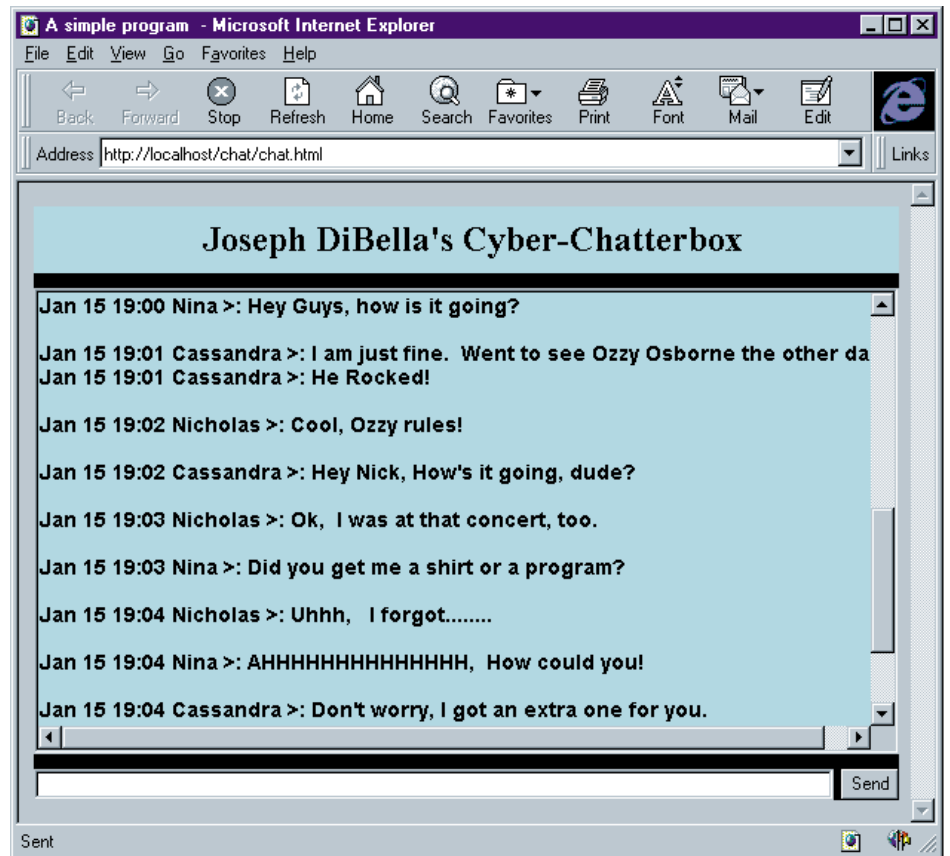 A simple program - Microsoft Internet Explorer
File Edit View Go Favorites Help
Back Forward Stop Refresh Home Search Favorites Print Font Mail Edit
Address http://localhost/chat/chat.html Links
Joseph DiBella's Cyber-Chatterbox
Jan 15 19:00 Nina >: Hey Guys, how is it going?
Jan 15 19:01 Cassandra >: I am just fine.  Went to see Ozzy Osborne the other da
Jan 15 19:01 Cassandra >: He Rocked!
Jan 15 19:02 Nicholas >: Cool, Ozzy rules!
Jan 15 19:02 Cassandra >: Hey Nick, How's it going, dude?
Jan 15 19:03 Nicholas >: Ok,  I was at that concert, too.
Jan 15 19:03 Nina >: Did you get me a shirt or a program?
Jan 15 19:04 Nicholas >: Uhhh,   I forgot........
Jan 15 19:04 Nina >: AHHHHHHHHHHHHHHH,  How could you!
Jan 15 19:04 Cassandra >: Don't worry, I got an extra one for you.
Send
Sent